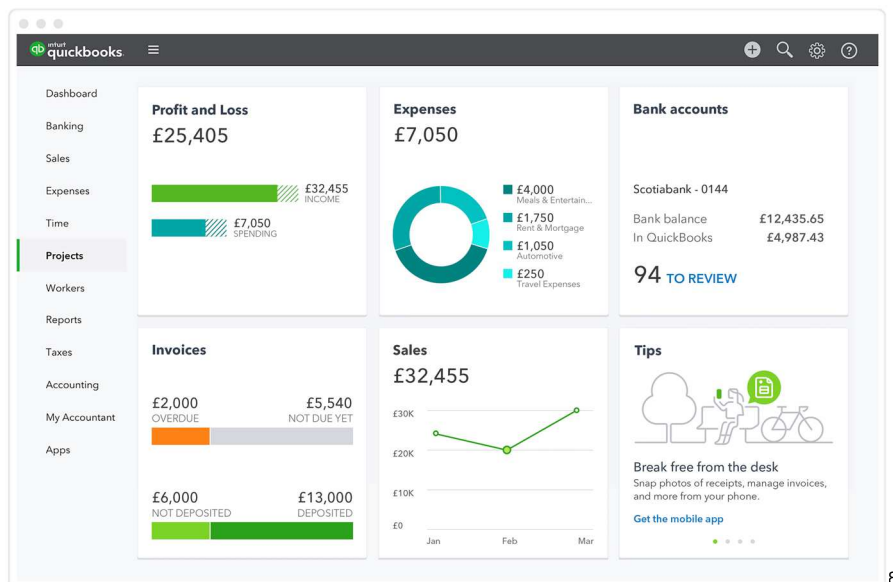 intuit
quickbooks.
Dashboard
Banking
Sales
Expenses
Time
Projects
Workers
Reports
Taxes
Accounting
My Accountant
Apps
Profit and Loss
£25,405
£32,455
INCOME
£7,050
SPENDING
Expenses
£7,050
£4,000
Meals & Entertain...
£1,750
Rent & Mortgage
£1,050
Automotive
£250
Travel Expenses
Bank accounts
Scotiabank - 0144
Bank balance £12,435.65
In QuickBooks £4,987.43
94 TO REVIEW
Invoices
£2,000 £5,540
OVERDUE NOT DUE YET
£6,000 £13,000
NOT DEPOSITED DEPOSITED
Sales
£32,455
£30K
£20K
£10K
£0
Jan Feb Mar
Tips
Break free from the desk
Snap photos of receipts, manage invoices,
and more from your phone.
Get the mobile app